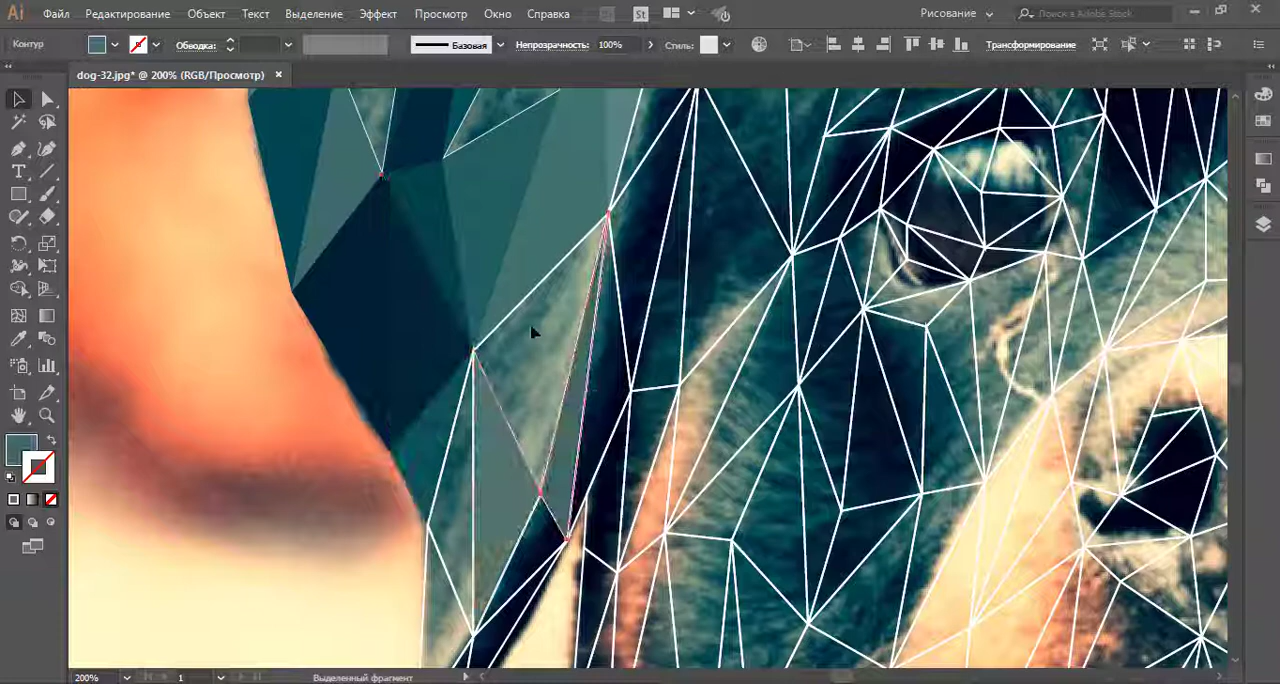 Ai Файл Редактирование Объект Текст Выделение Эффект Просмотр Окно Справка St Рисование Поиск в Adobe Stock
Контур Обводка: Базовая Непрозрачность: 100% Стиль: Трансформирование
dog-32.jpg* @ 200% (RGB/Просмотр) ×
200% 1 Выделенный фрагмент